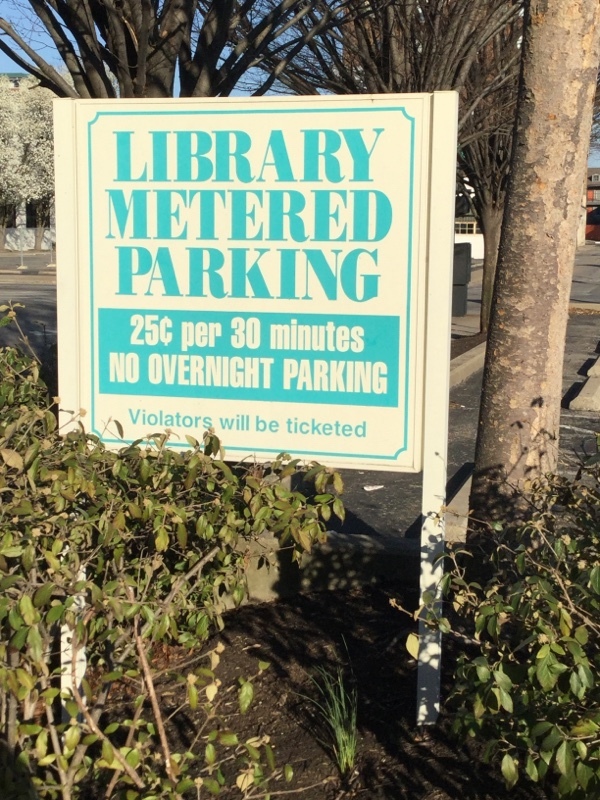 LIBRARY
METERED
PARKING
25¢ per 30 minutes
NO OVERNIGHT PARKING
Violators will be ticketed